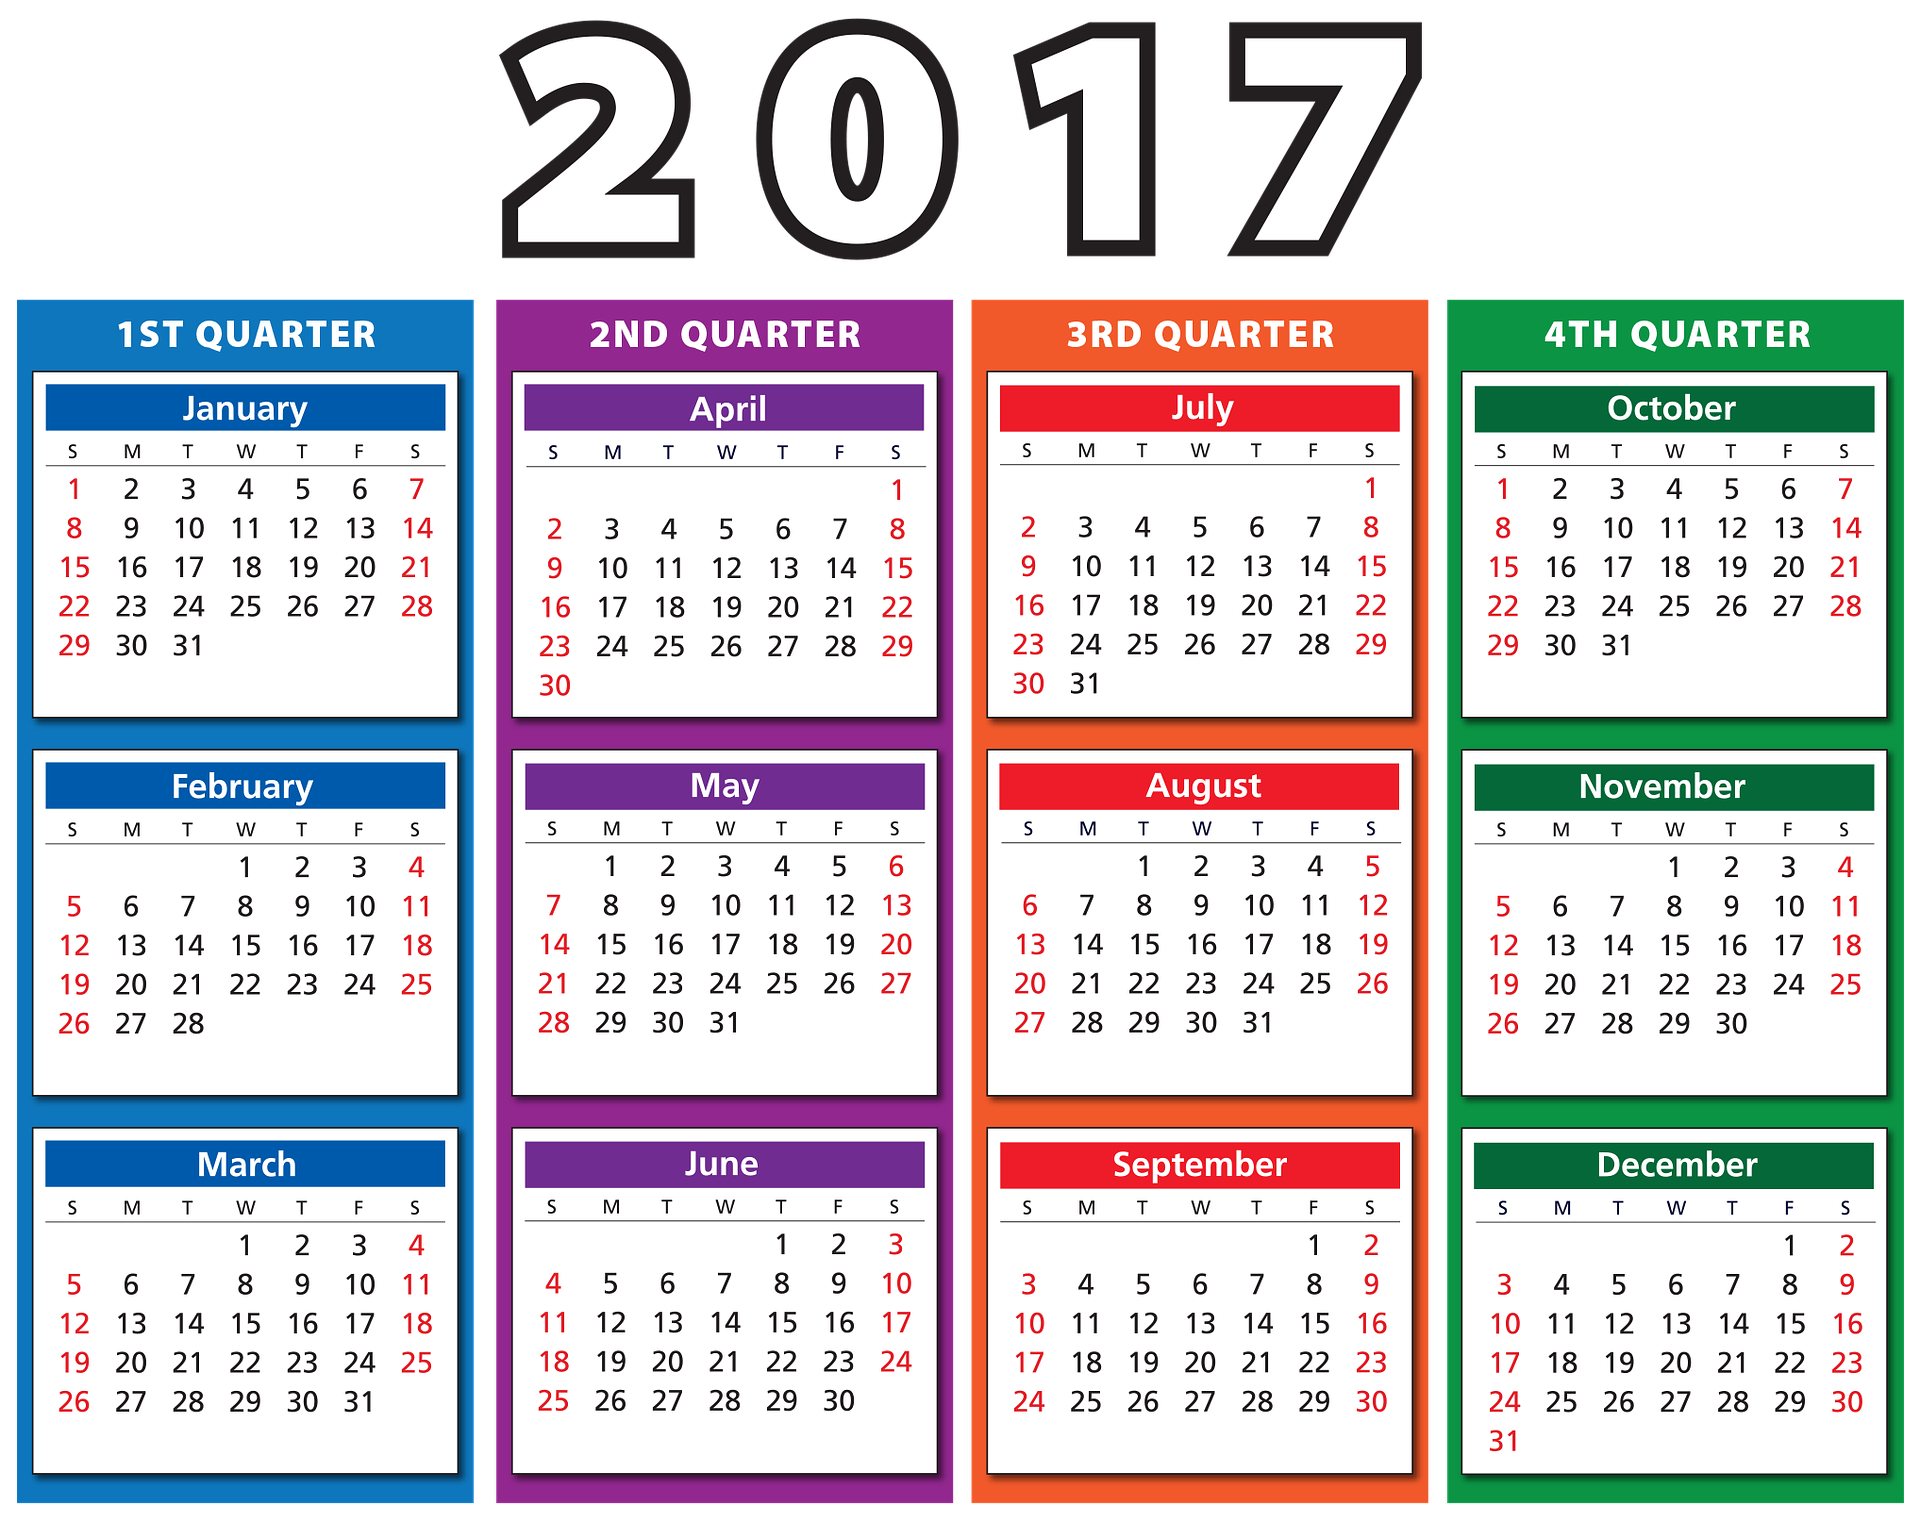 2017
1ST QUARTER
January
S M T W T F S
1 2 3 4 5 6 7
8 9 10 11 12 13 14
15 16 17 18 19 20 21
22 23 24 25 26 27 28
29 30 31
February
S M T W T F S
1 2 3 4
5 6 7 8 9 10 11
12 13 14 15 16 17 18
19 20 21 22 23 24 25
26 27 28
March
S M T W T F S
1 2 3 4
5 6 7 8 9 10 11
12 13 14 15 16 17 18
19 20 21 22 23 24 25
26 27 28 29 30 31
2ND QUARTER
April
S M T W T F S
1
2 3 4 5 6 7 8
9 10 11 12 13 14 15
16 17 18 19 20 21 22
23 24 25 26 27 28 29
30
May
S M T W T F S
1 2 3 4 5 6
7 8 9 10 11 12 13
14 15 16 17 18 19 20
21 22 23 24 25 26 27
28 29 30 31
June
S M T W T F S
1 2 3
4 5 6 7 8 9 10
11 12 13 14 15 16 17
18 19 20 21 22 23 24
25 26 27 28 29 30
3RD QUARTER
July
S M T W T F S
1
2 3 4 5 6 7 8
9 10 11 12 13 14 15
16 17 18 19 20 21 22
23 24 25 26 27 28 29
30 31
August
S M T W T F S
1 2 3 4 5
6 7 8 9 10 11 12
13 14 15 16 17 18 19
20 21 22 23 24 25 26
27 28 29 30 31
September
S M T W T F S
1 2
3 4 5 6 7 8 9
10 11 12 13 14 15 16
17 18 19 20 21 22 23
24 25 26 27 28 29 30
4TH QUARTER
October
S M T W T F S
1 2 3 4 5 6 7
8 9 10 11 12 13 14
15 16 17 18 19 20 21
22 23 24 25 26 27 28
29 30 31
November
S M T W T F S
1 2 3 4
5 6 7 8 9 10 11
12 13 14 15 16 17 18
19 20 21 22 23 24 25
26 27 28 29 30
December
S M T W T F S
1 2
3 4 5 6 7 8 9
10 11 12 13 14 15 16
17 18 19 20 21 22 23
24 25 26 27 28 29 30
31